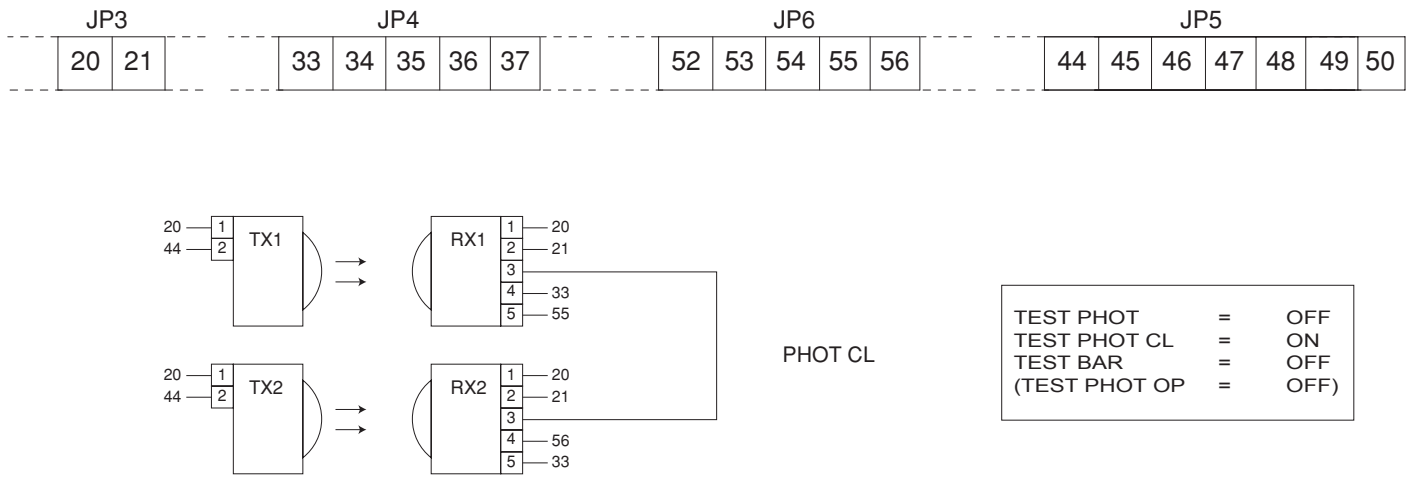 JP3 JP4 JP6 JP5
20 21 33 34 35 36 37 52 53 54 55 56 44 45 46 47 48 49 50
20 1 TX1 RX1 1 20
44 2 2 21
3
4 33
5 55
PHOT CL
TEST PHOT = OFF
TEST PHOT CL = ON
TEST BAR = OFF
(TEST PHOT OP = OFF)
20 1 TX2 RX2 1 20
44 2 2 21
3
4 56
5 33